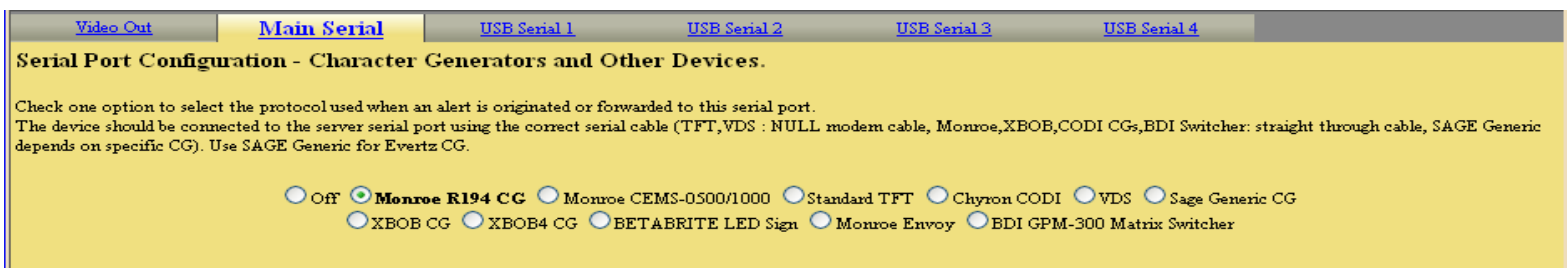 Video Out Main Serial USB Serial 1 USB Serial 2 USB Serial 3 USB Serial 4
Serial Port Configuration - Character Generators and Other Devices.
Check one option to select the protocol used when an alert is originated or forwarded to this serial port.
The device should be connected to the server serial port using the correct serial cable (TFT,VDS : NULL modem cable, Monroe,XBOB,CODI CGs,BDI Switcher: straight through cable, SAGE Generic
depends on specific CG). Use SAGE Generic for Evertz CG.
Off Monroe R194 CG Monroe CEMS-0500/1000 Standard TFT Chyron CODI VDS Sage Generic CG
XBOB CG XBOB4 CG BETABRITE LED Sign Monroe Envoy BDI GPM-300 Matrix Switcher